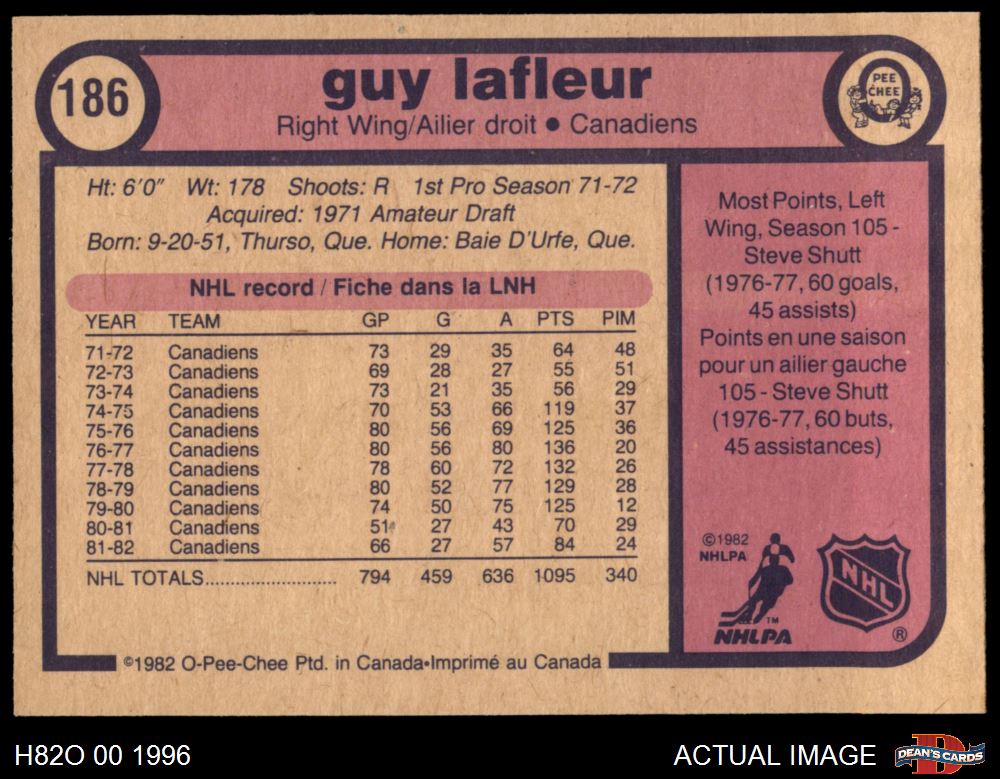 186
guy lafleur
Right Wing/Ailier droit ● Canadiens
PEE
CHEE
Ht: 6'0" Wt: 178 Shoots: R 1st Pro Season 71-72
Acquired: 1971 Amateur Draft
Born: 9-20-51, Thurso, Que. Home: Baie D'Urfe, Que.
NHL record / Fiche dans la LNH
YEAR TEAM GP G A PTS PIM
71-72 Canadiens 73 29 35 64 48
72-73 Canadiens 69 28 27 55 51
73-74 Canadiens 73 21 35 56 29
74-75 Canadiens 70 53 66 119 37
75-76 Canadiens 80 56 69 125 36
76-77 Canadiens 80 56 80 136 20
77-78 Canadiens 78 60 72 132 26
78-79 Canadiens 80 52 77 129 28
79-80 Canadiens 74 50 75 125 12
80-81 Canadiens 51 27 43 70 29
81-82 Canadiens 66 27 57 84 24
NHL TOTALS........................ 794 459 636 1095 340
Most Points, Left
Wing, Season 105 -
Steve Shutt
(1976-77, 60 goals,
45 assists)
Points en une saison
pour un ailier gauche
105 - Steve Shutt
(1976-77, 60 buts,
45 assistances)
©1982
NHLPA
TM
NHLPA
NHL
®
©1982 O-Pee-Chee Ptd. in Canada•Imprimé au Canada
H82O 00 1996
ACTUAL IMAGE
D
DEAN'S CARDS